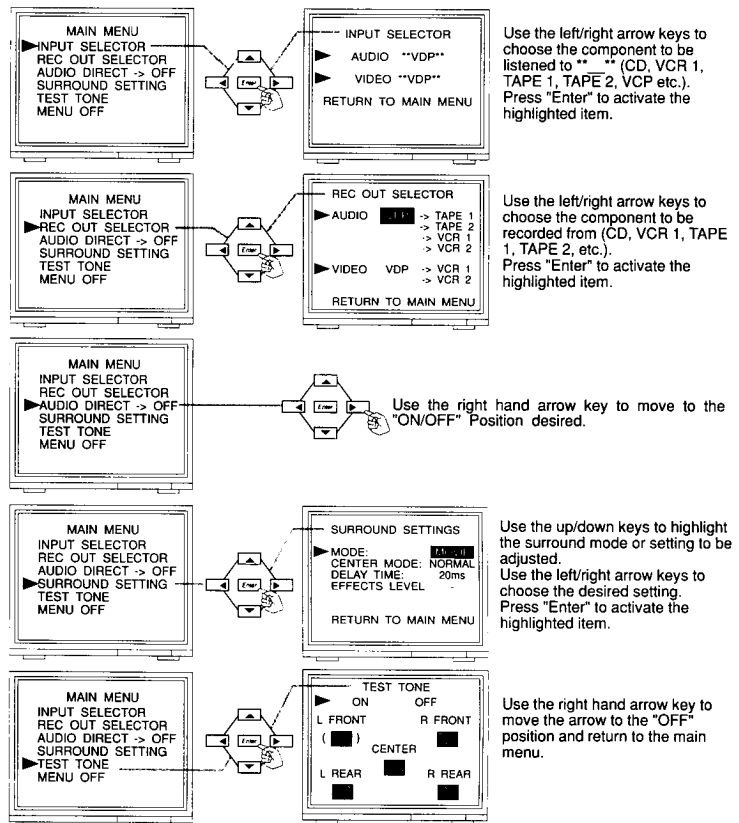 MAIN MENU
INPUT SELECTOR
REC OUT SELECTOR
AUDIO DIRECT -> OFF
SURROUND SETTING
TEST TONE
MENU OFF
Enter
INPUT SELECTOR
AUDIO **VDP**
VIDEO **VDP**
RETURN TO MAIN MENU
Use the left/right arrow keys to
choose the component to be
listened to **__** (CD, VCR 1,
TAPE 1, TAPE 2, VCP etc.).
Press "Enter" to activate the
highlighted item.
MAIN MENU
INPUT SELECTOR
REC OUT SELECTOR
AUDIO DIRECT -> OFF
SURROUND SETTING
TEST TONE
MENU OFF
Enter
REC OUT SELECTOR
AUDIO -> TAPE 1
-> TAPE 2
-> VCR 1
-> VCR 2
VIDEO VDP -> VCR 1
-> VCR 2
RETURN TO MAIN MENU
Use the left/right arrow keys to
choose the component to be
recorded from (CD, VCR 1, TAPE
1, TAPE 2, etc.).
Press "Enter" to activate the
highlighted item.
MAIN MENU
INPUT SELECTOR
REC OUT SELECTOR
AUDIO DIRECT -> OFF
SURROUND SETTING
TEST TONE
MENU OFF
Enter
Use the right hand arrow key to move to the
"ON/OFF" Position desired.
MAIN MENU
INPUT SELECTOR
REC OUT SELECTOR
AUDIO DIRECT -> OFF
SURROUND SETTING
TEST TONE
MENU OFF
Enter
SURROUND SETTINGS
MODE:
CENTER MODE: NORMAL
DELAY TIME: 20ms
EFFECTS LEVEL -
RETURN TO MAIN MENU
Use the up/down keys to highlight
the surround mode or setting to be
adjusted.
Use the left/right arrow keys to
choose the desired setting.
Press "Enter" to activate the
highlighted item.
MAIN MENU
INPUT SELECTOR
REC OUT SELECTOR
AUDIO DIRECT -> OFF
SURROUND SETTING
TEST TONE
MENU OFF
Enter
TEST TONE
ON OFF
L FRONT R FRONT
( )
CENTER
L REAR R REAR
Use the right hand arrow key to
move the arrow to the "OFF"
position and return to the main
menu.